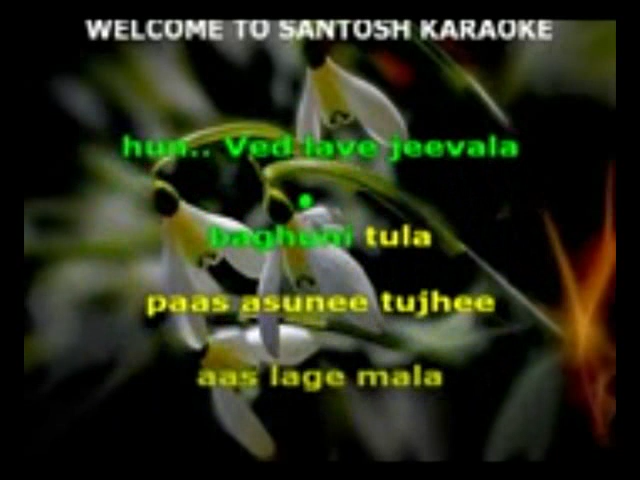 WELCOME TO SANTOSH KARAOKE
hun.. Ved lave jeevala
baghuni tula
paas asunee tujhee
aas lage mala